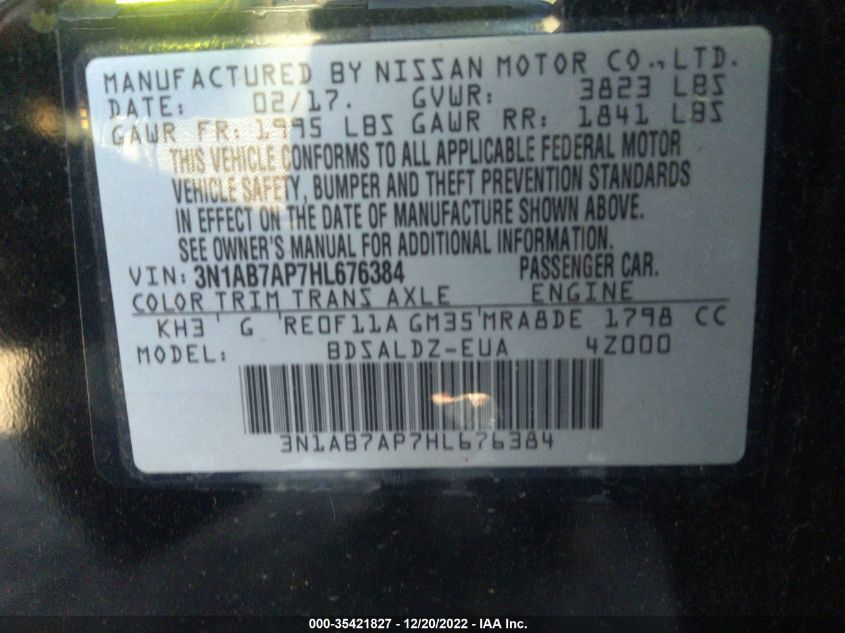 MANUFACTURED BY NISSAN MOTOR CO., LTD.
DATE: 02/17. GVWR: 3823 LBS
GAWR FR: 1995 LBS GAWR RR: 1841 LBS
THIS VEHICLE CONFORMS TO ALL APPLICABLE FEDERAL MOTOR
VEHICLE SAFETY, BUMPER AND THEFT PREVENTION STANDARDS
IN EFFECT ON THE DATE OF MANUFACTURE SHOWN ABOVE.
SEE OWNER'S MANUAL FOR ADDITIONAL INFORMATION.
VIN: 3N1AB7AP7HL676384 PASSENGER CAR.
COLOR TRIM TRANS AXLE ENGINE
KH3 G RE0F11A GM35 MRA8DE 1798 CC
MODEL: BDSALDZ-EUA 4Z000
3N1AB7AP7HL676384
000-35421827 - 12/20/2022 - IAA Inc.